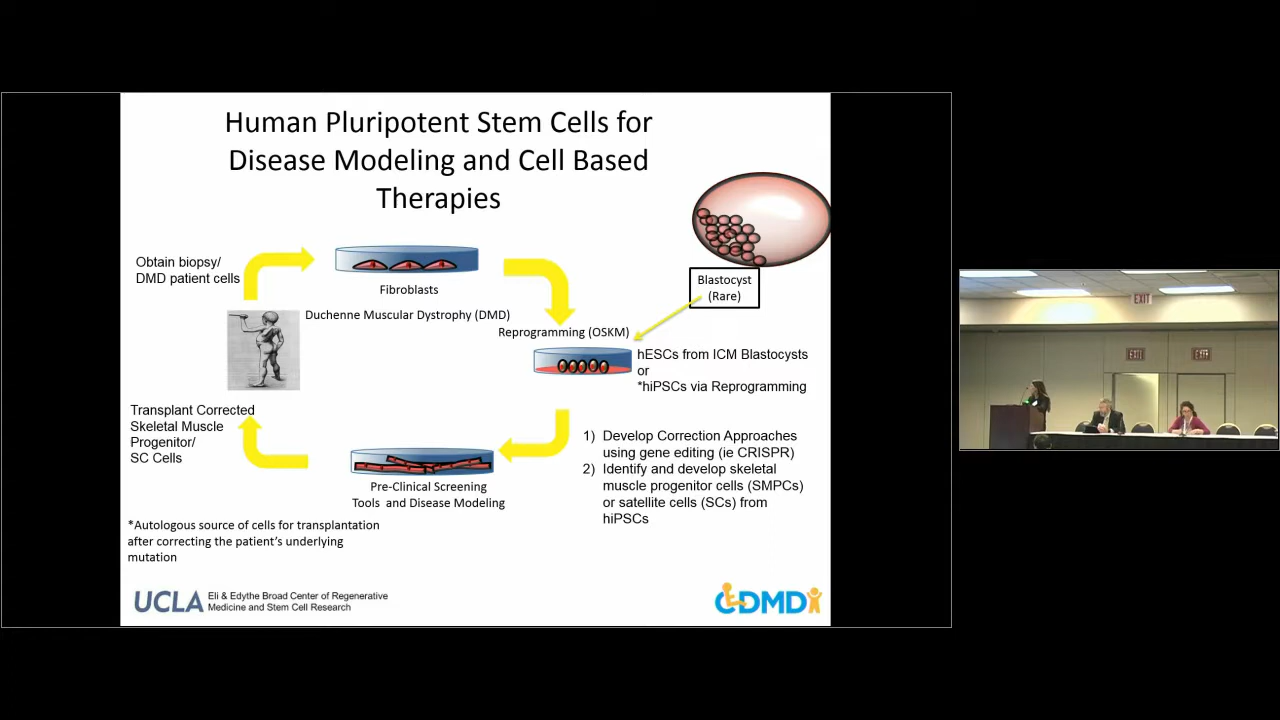 Human Pluripotent Stem Cells for
Disease Modeling and Cell Based
Therapies
Obtain biopsy/
DMD patient cells
Fibroblasts
Duchenne Muscular Dystrophy (DMD)
Blastocyst
(Rare)
Reprogramming (OSKM)
hESCs from ICM Blastocysts
or
*hiPSCs via Reprogramming
Transplant Corrected
Skeletal Muscle
Progenitor/
SC Cells
1) Develop Correction Approaches
using gene editing (ie CRISPR)
2) Identify and develop skeletal
muscle progenitor cells (SMPCs)
or satellite cells (SCs) from
hiPSCs
Pre-Clinical Screening
Tools and Disease Modeling
*Autologous source of cells for transplantation
after correcting the patient's underlying
mutation
UCLA
Eli & Edythe Broad Center of Regenerative
Medicine and Stem Cell Research
CDMD
EXIT
EXIT
EXIT